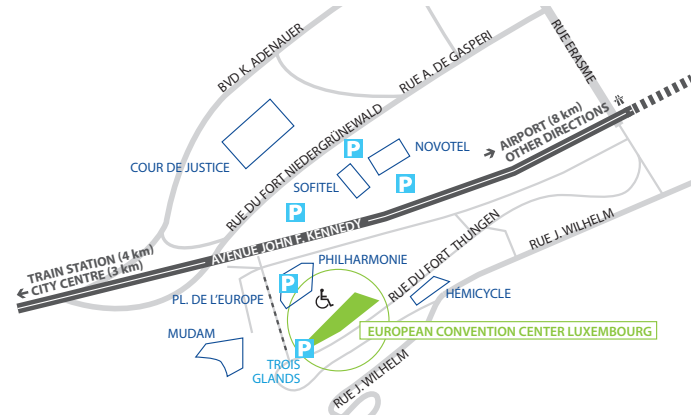 BVD K. ADENAUER
RUE A. DE GASPERI
RUE ERASME
AIRPORT (8 km)
OTHER DIRECTIONS
COUR DE JUSTICE
RUE DU FORT NIEDERGRÜNEWALD
P
NOVOTEL
SOFITEL
P
P
AVENUE JOHN F. KENNEDY
TRAIN STATION (4 km)
CITY CENTRE (3 km)
PHILHARMONIE
RUE DU FORT THUNGEN
RUE J. WILHELM
P
PL. DE L'EUROPE
HÉMICYCLE
EUROPEAN CONVENTION CENTER LUXEMBOURG
MUDAM
P
TROIS
GLANDS
RUE J. WILHELM